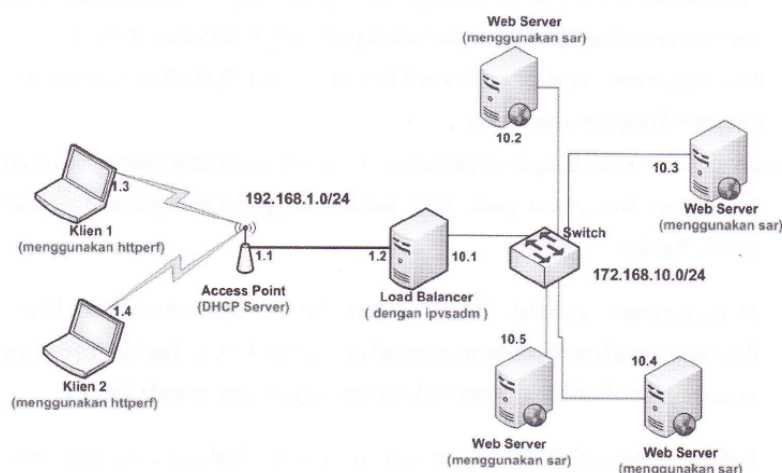 Web Server
(menggunakan sar)
10.2
10.3
Web Server
(menggunakan sar)
1.3
Klien 1
(menggunakan httperf)
192.168.1.0/24
1.1
Access Point
(DHCP Server)
1.2
10.1
Load Balancer
( dengan ipvsadm )
Switch
172.168.10.0/24
1.4
Klien 2
(menggunakan httperf)
10.5
Web Server
(menggunakan sar)
10.4
Web Server
(menggunakan sar)